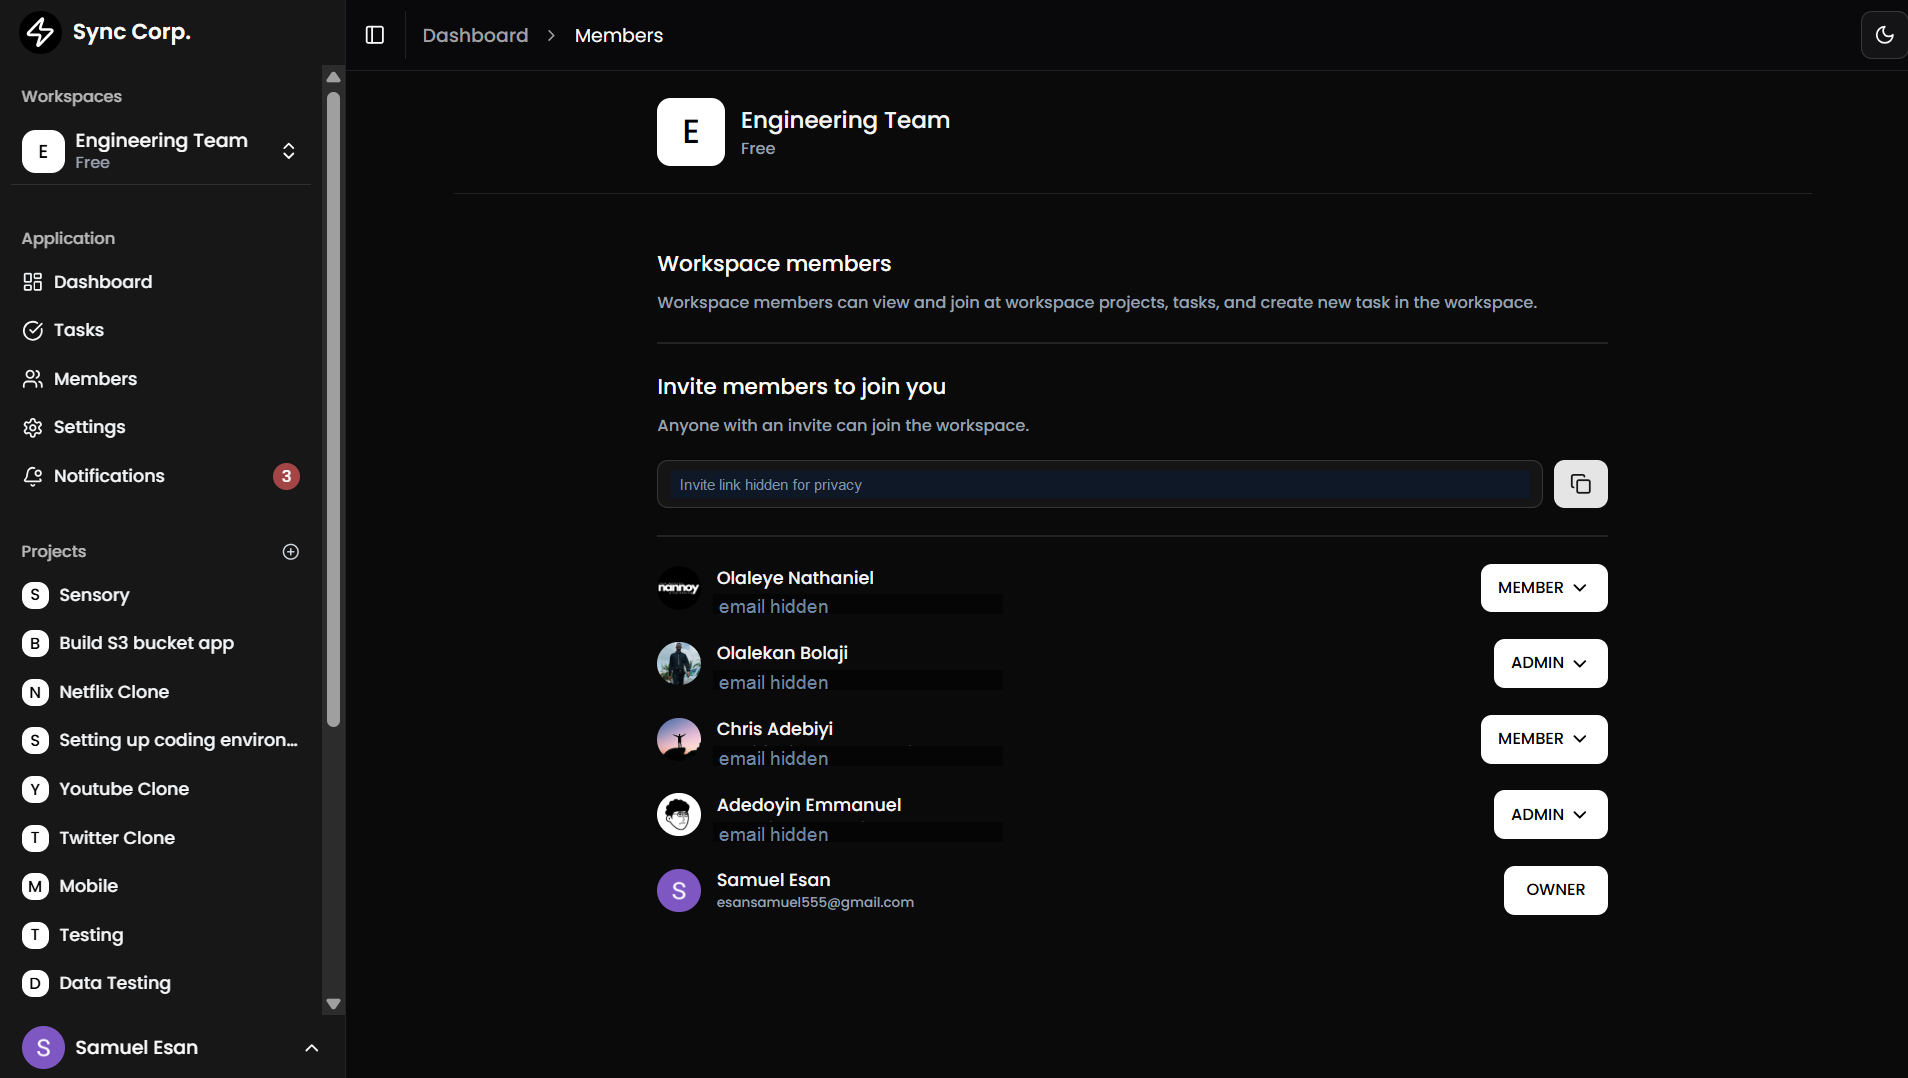 Sync Corp.
Workspaces
E
Engineering Team
Free
Application
Dashboard
Tasks
Members
Settings
Notifications
3
Projects
S Sensory
B Build S3 bucket app
N Netflix Clone
S Setting up coding environ...
Y Youtube Clone
T Twitter Clone
M Mobile
T Testing
D Data Testing
S Samuel Esan
Dashboard > Members
E
Engineering Team
Free
Workspace members
Workspace members can view and join at workspace projects, tasks, and create new task in the workspace.
Invite members to join you
Anyone with an invite can join the workspace.
Invite link hidden for privacy
nannoy
Olaleye Nathaniel
email hidden
MEMBER
Olalekan Bolaji
email hidden
ADMIN
Chris Adebiyi
email hidden
MEMBER
Adedoyin Emmanuel
email hidden
ADMIN
S
Samuel Esan
esansamuel555@gmail.com
OWNER